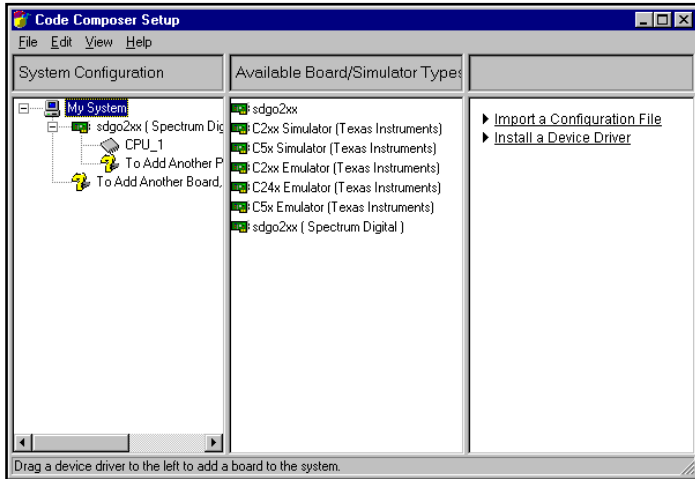 Code Composer Setup
File Edit View Help
System Configuration
Available Board/Simulator Types
My System
sdgo2xx ( Spectrum Dig
CPU_1
To Add Another P
To Add Another Board,
sdgo2xx
C2xx Simulator (Texas Instruments)
C5x Simulator (Texas Instruments)
C2xx Emulator (Texas Instruments)
C24x Emulator (Texas Instruments)
C5x Emulator (Texas Instruments)
sdgo2xx ( Spectrum Digital )
Import a Configuration File
Install a Device Driver
Drag a device driver to the left to add a board to the system.